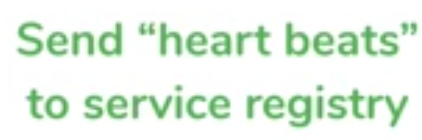 Send “heart beats”
to service registry